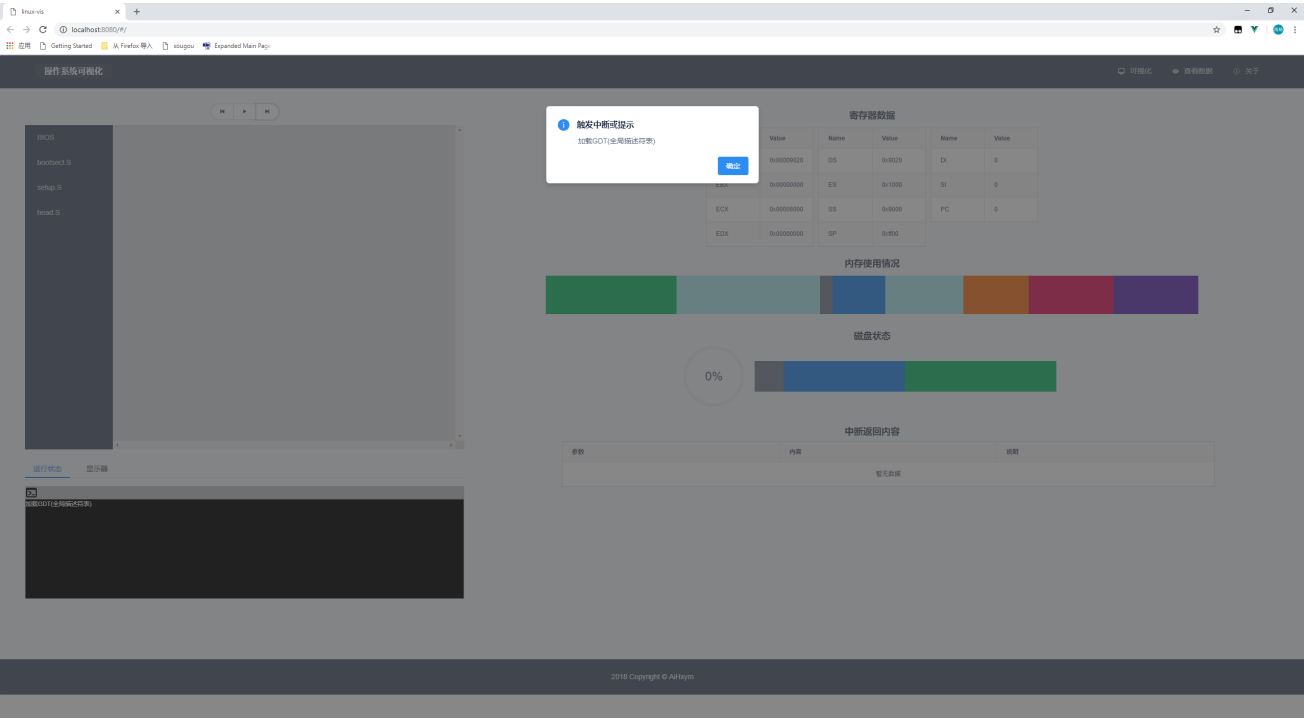 linux-vis
localhost:8080/#/
应用 Getting Started 从 Firefox 导入 sougou Expanded Main Page
操作系统可视化
可视化 查看数据 关于
触发中断或提示
加载GDT(全局描述符表)
确定
寄存器数据
Value Name Value Name Value
0x00009020 DS 0x9020 DI 0
0x00000000 ES 0x1000 SI 0
ECX 0x00008000 SS 0x9000 PC 0
EDX 0x00000000 SP 0xff00
BIOS
bootsect.S
setup.S
head.S
内存使用情况
磁盘状态
0%
中断返回内容
参数 内容 说明
暂无数据
运行状态 显示器
加载GDT(全局描述符表)
2018 Copyright © AiHxym